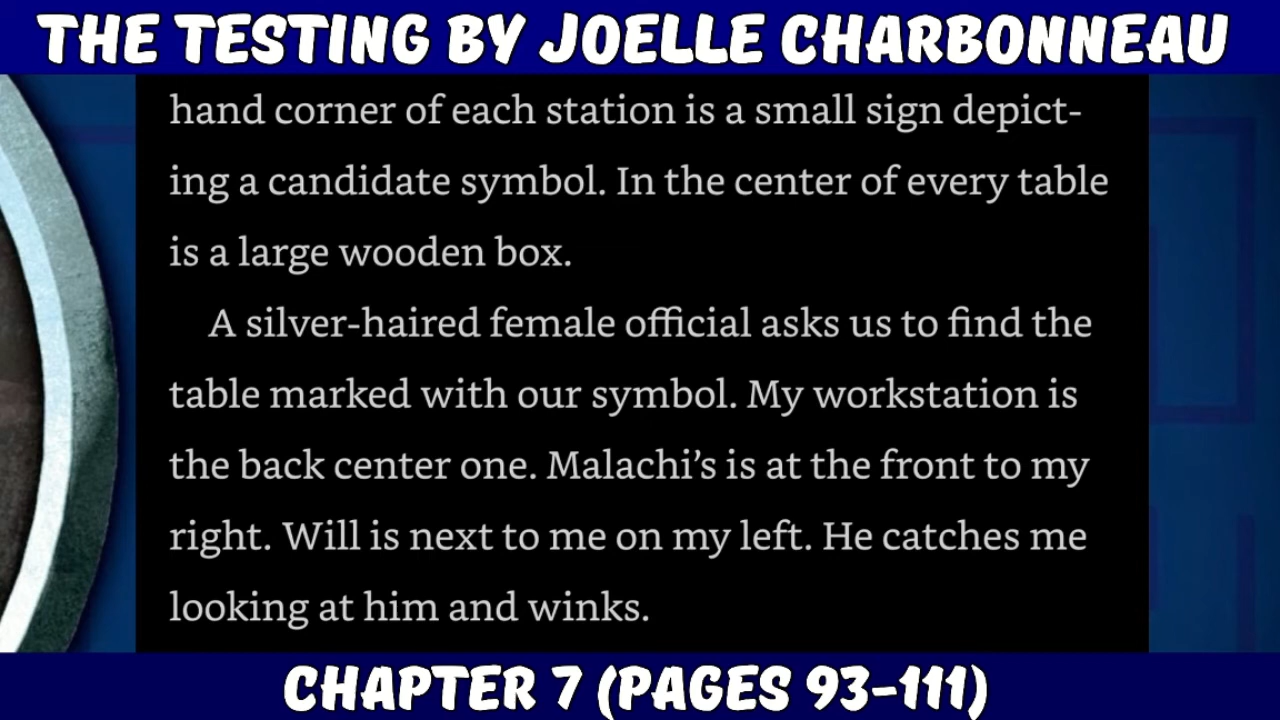 THE TESTING BY JOELLE CHARBONNEAU
hand corner of each station is a small sign depict-
ing a candidate symbol. In the center of every table
is a large wooden box.
A silver-haired female official asks us to find the
table marked with our symbol. My workstation is
the back center one. Malachi’s is at the front to my
right. Will is next to me on my left. He catches me
looking at him and winks.
CHAPTER 7 (PAGES 93-111)